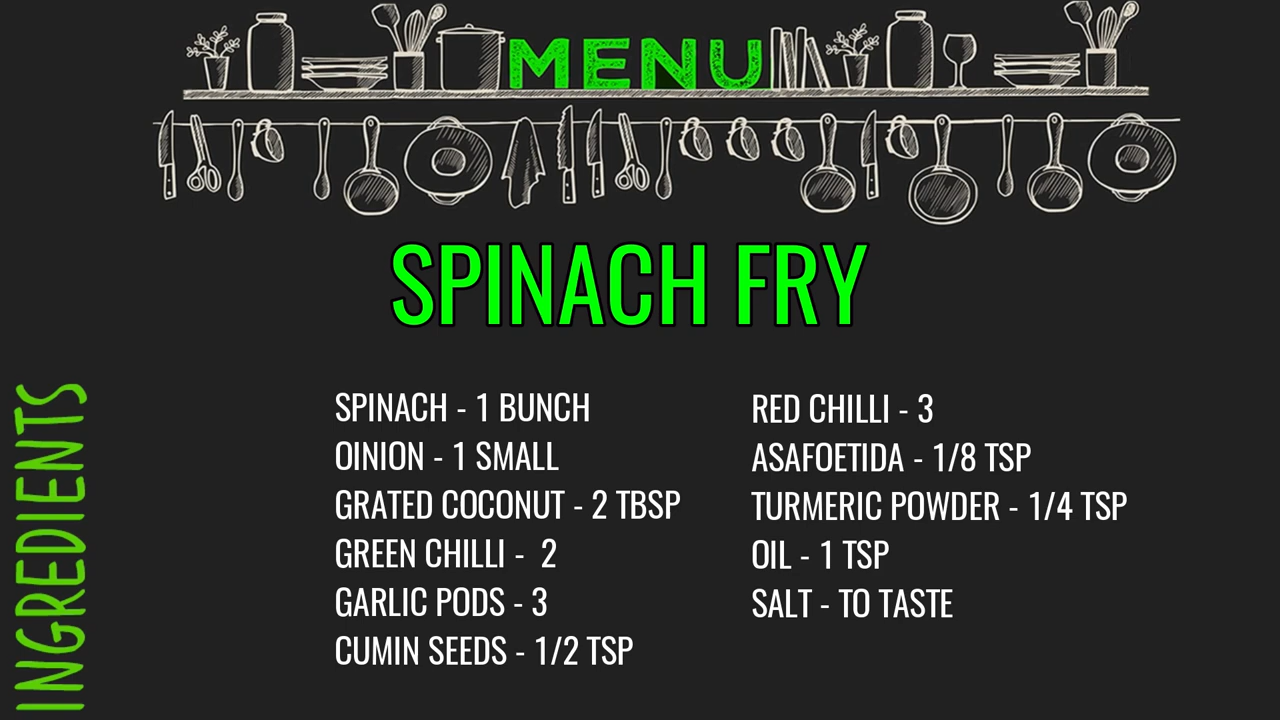 MENU
SPINACH FRY
INGREDIENTS
SPINACH - 1 BUNCH
OINION - 1 SMALL
GRATED COCONUT - 2 TBSP
GREEN CHILLI -  2
GARLIC PODS - 3
CUMIN SEEDS - 1/2 TSP
RED CHILLI - 3
ASAFOETIDA - 1/8 TSP
TURMERIC POWDER - 1/4 TSP
OIL - 1 TSP
SALT - TO TASTE